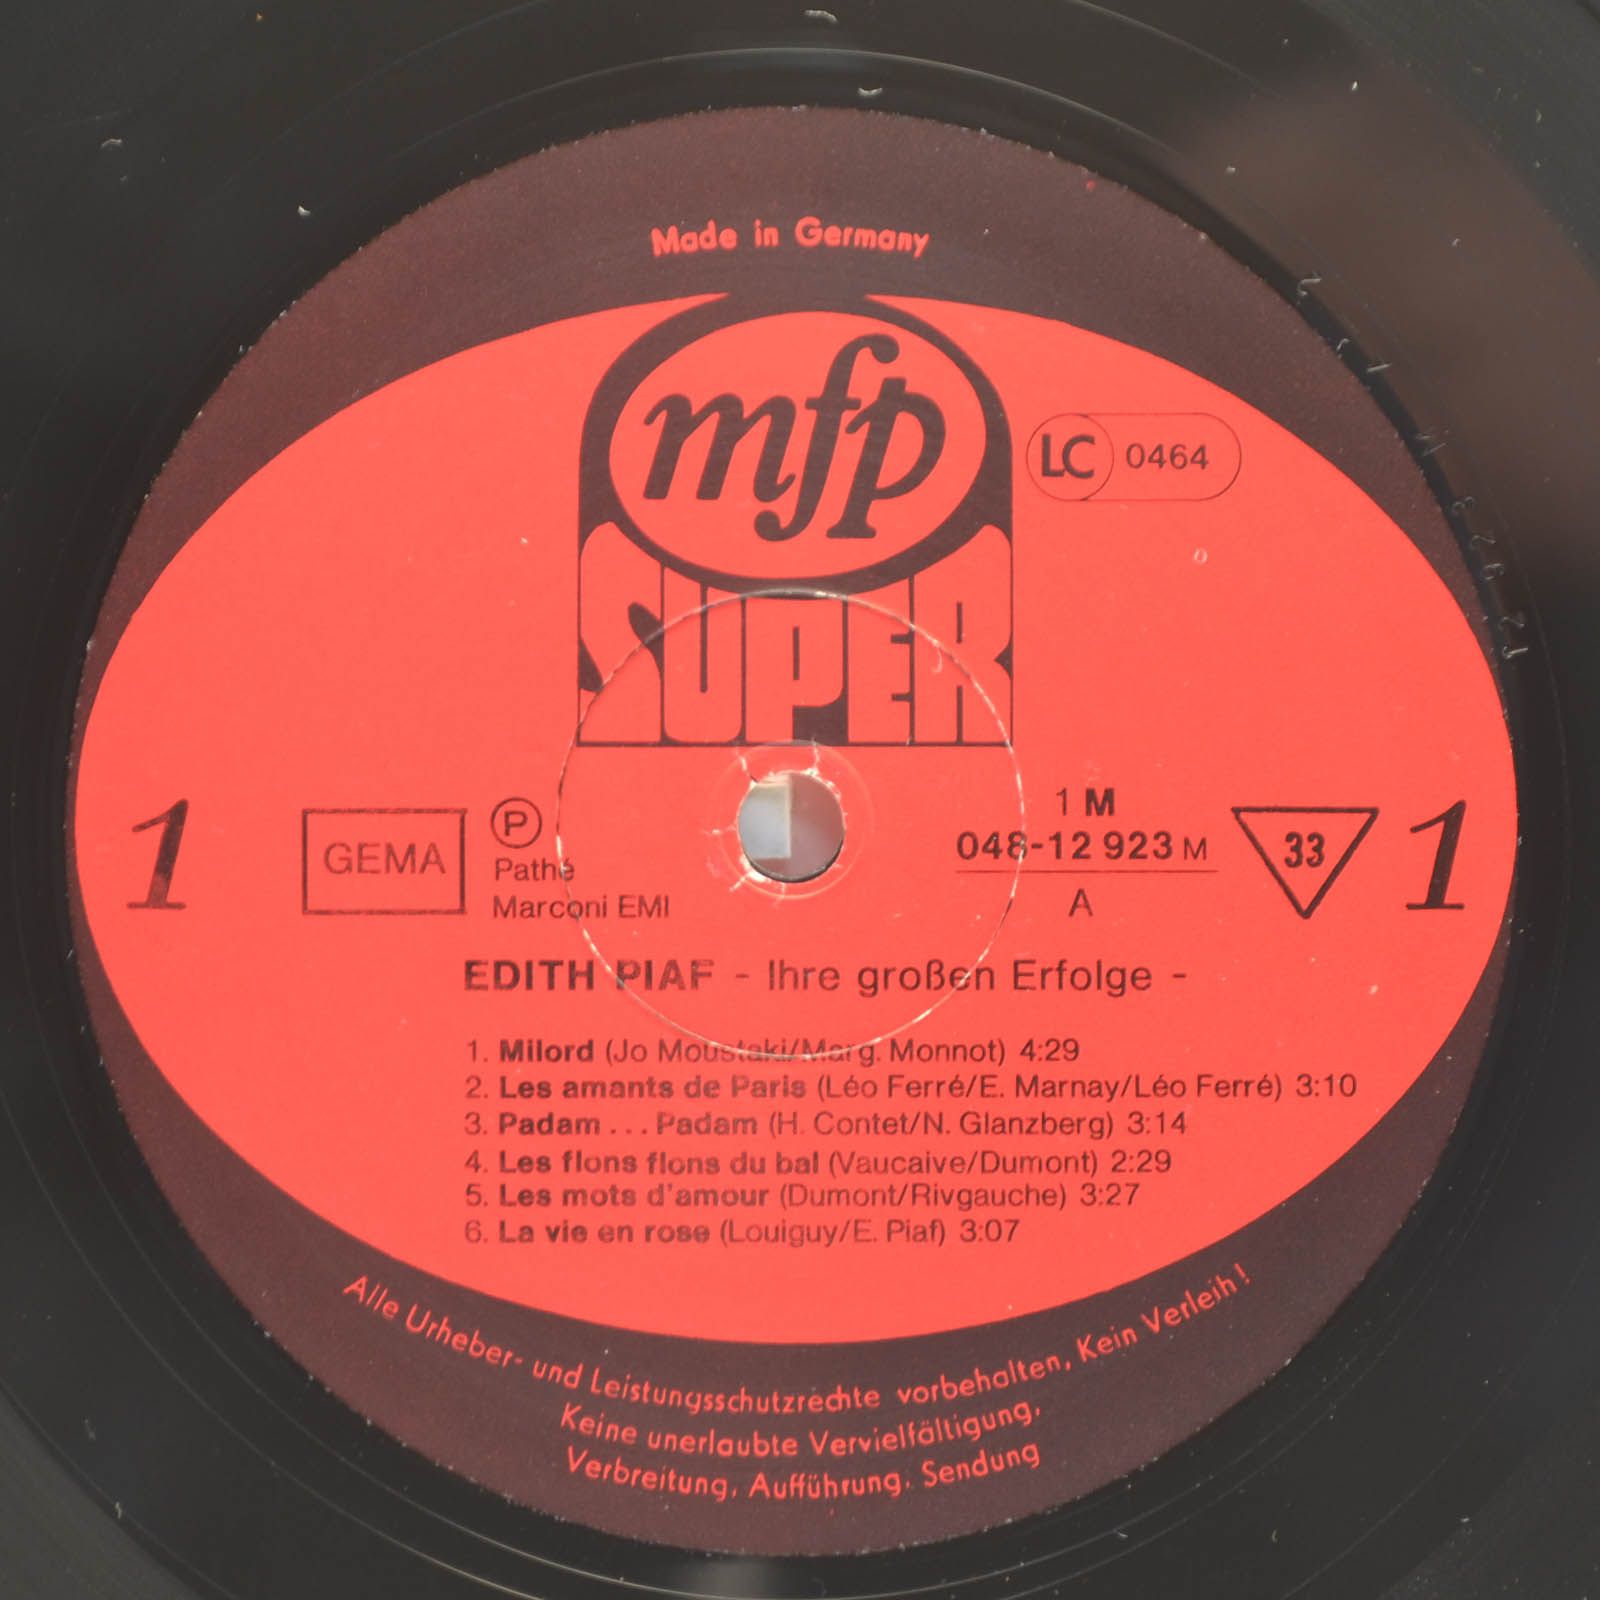 Made in Germany
mfp
LC 0464
SUPER
1
GEMA
P
Pathé
Marconi EMI
1 M
048-12 923 M
A
33
1
EDITH PIAF - Ihre großen Erfolge -
1. Milord (Jo Moustaki/Marg. Monnot) 4:29
2. Les amants de Paris (Léo Ferré/E. Marnay/Léo Ferré) 3:10
3. Padam ... Padam (H. Contet/N. Glanzberg) 3:14
4. Les flons flons du bal (Vaucaive/Dumont) 2:29
5. Les mots d'amour (Dumont/Rivgauche) 3:27
6. La vie en rose (Louiguy/E. Piaf) 3:07
Alle Urheber- und Leistungsschutzrechte vorbehalten, Kein Verleih!
Keine unerlaubte Vervielfältigung,
Verbreitung, Aufführung, Sendung